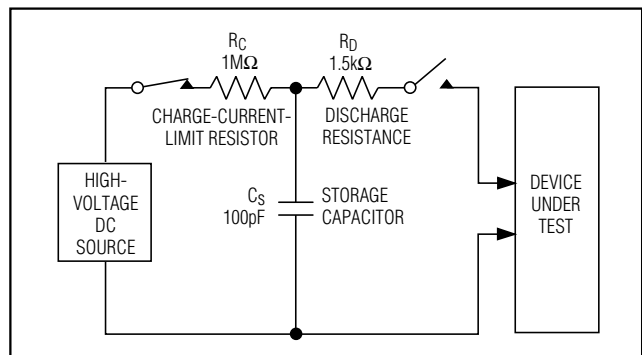 R_C
1MΩ
R_D
1.5kΩ
CHARGE-CURRENT-
LIMIT RESISTOR
DISCHARGE
RESISTANCE
HIGH-
VOLTAGE
DC
SOURCE
C_S
100pF
STORAGE
CAPACITOR
DEVICE
UNDER
TEST